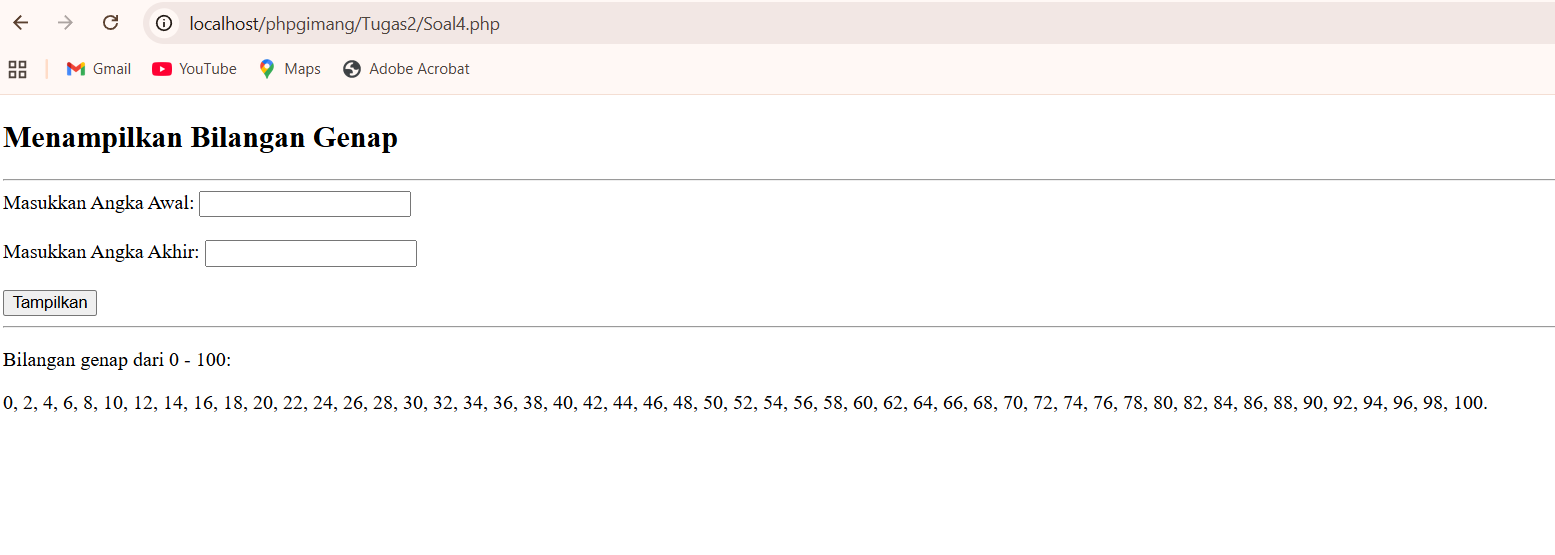 localhost/phpgimang/Tugas2/Soal4.php
Gmail YouTube Maps Adobe Acrobat
Menampilkan Bilangan Genap
Masukkan Angka Awal:
Masukkan Angka Akhir:
Tampilkan
Bilangan genap dari 0 - 100:
0, 2, 4, 6, 8, 10, 12, 14, 16, 18, 20, 22, 24, 26, 28, 30, 32, 34, 36, 38, 40, 42, 44, 46, 48, 50, 52, 54, 56, 58, 60, 62, 64, 66, 68, 70, 72, 74, 76, 78, 80, 82, 84, 86, 88, 90, 92, 94, 96, 98, 100.